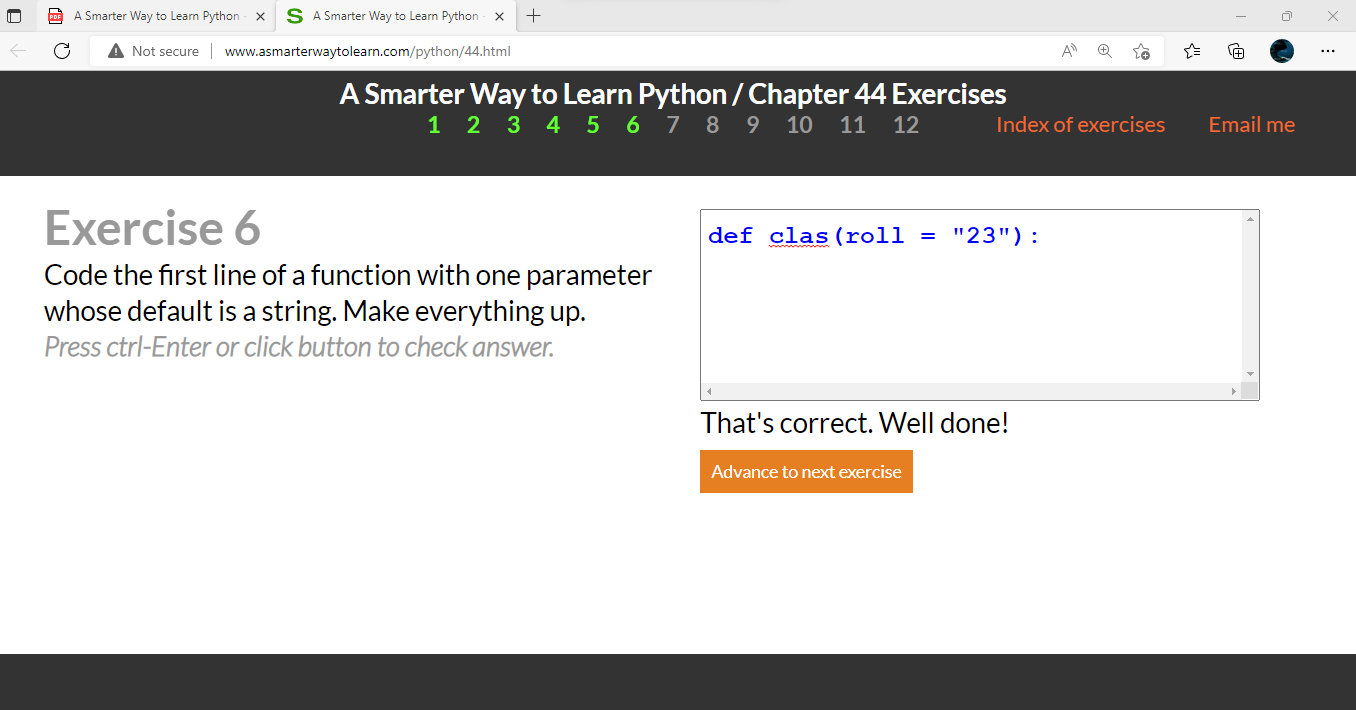 A Smarter Way to Learn Python -
A Smarter Way to Learn Python -
Not secure | www.asmarterwaytolearn.com/python/44.html
A Smarter Way to Learn Python / Chapter 44 Exercises
1 2 3 4 5 6 7 8 9 10 11 12 Index of exercises Email me
Exercise 6
Code the first line of a function with one parameter
whose default is a string. Make everything up.
Press ctrl-Enter or click button to check answer.
def clas(roll = "23"):
That's correct. Well done!
Advance to next exercise